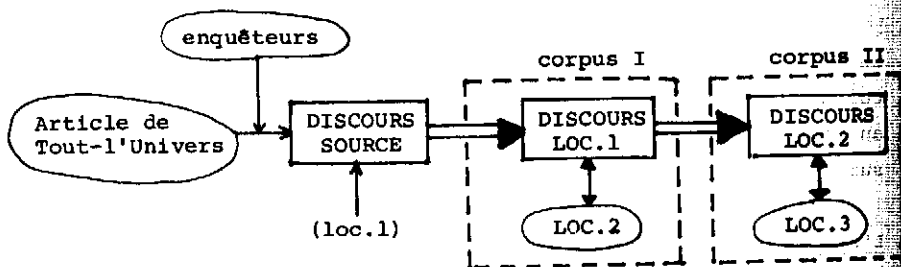 enquêteurs
corpus I
corpus II
Article de
Tout-l'Univers
DISCOURS
SOURCE
DISCOURS
LOC.1
DISCOURS
LOC.2
(loc.1)
LOC.2
LOC.3